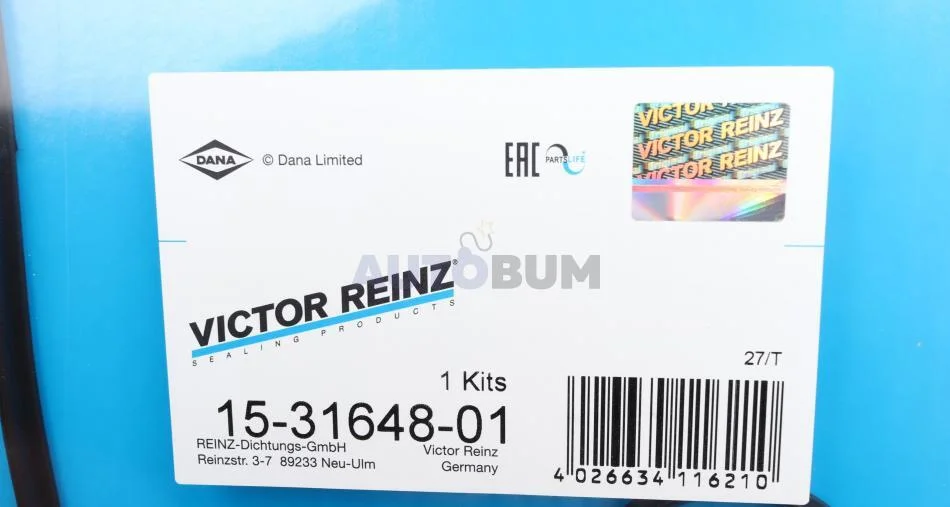 DANA
© Dana Limited
EAC
PARTSLIFE
VICTOR REINZ
VICTOR REINZ
VICTOR REINZ
AUTOBUM
VICTOR REINZ®
SEALING PRODUCTS
27/T
1 Kits
15-31648-01
REINZ-Dichtungs-GmbH
Reinzstr. 3-7 89233 Neu-Ulm
Victor Reinz
Germany
4 026634 116210